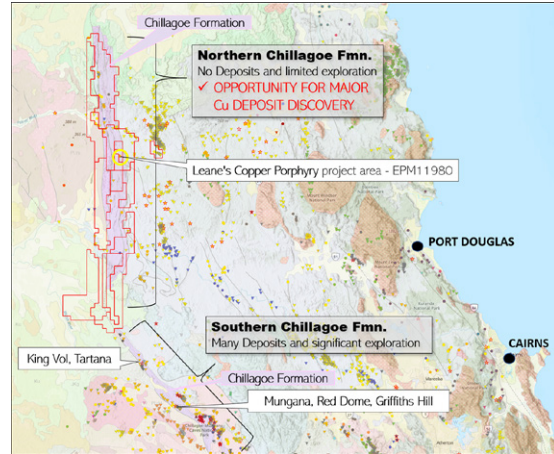 Chillagoe Formation
Northern Chillagoe Fmn.
No Deposits and limited exploration
✓ OPPORTUNITY FOR MAJOR
Cu DEPOSIT DISCOVERY
Leane's Copper Porphyry project area - EPM11980
PORT DOUGLAS
Southern Chillagoe Fmn.
Many Deposits and significant exploration
CAIRNS
King Vol, Tartana
Chillagoe Formation
Mungana, Red Dome, Griffiths Hill